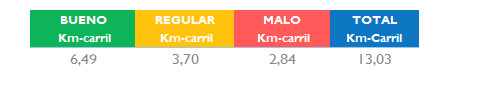 BUENO REGULAR MALO TOTAL
Km-carril Km-carril Km-carril Km-Carril
6,49 3,70 2,84 13,03